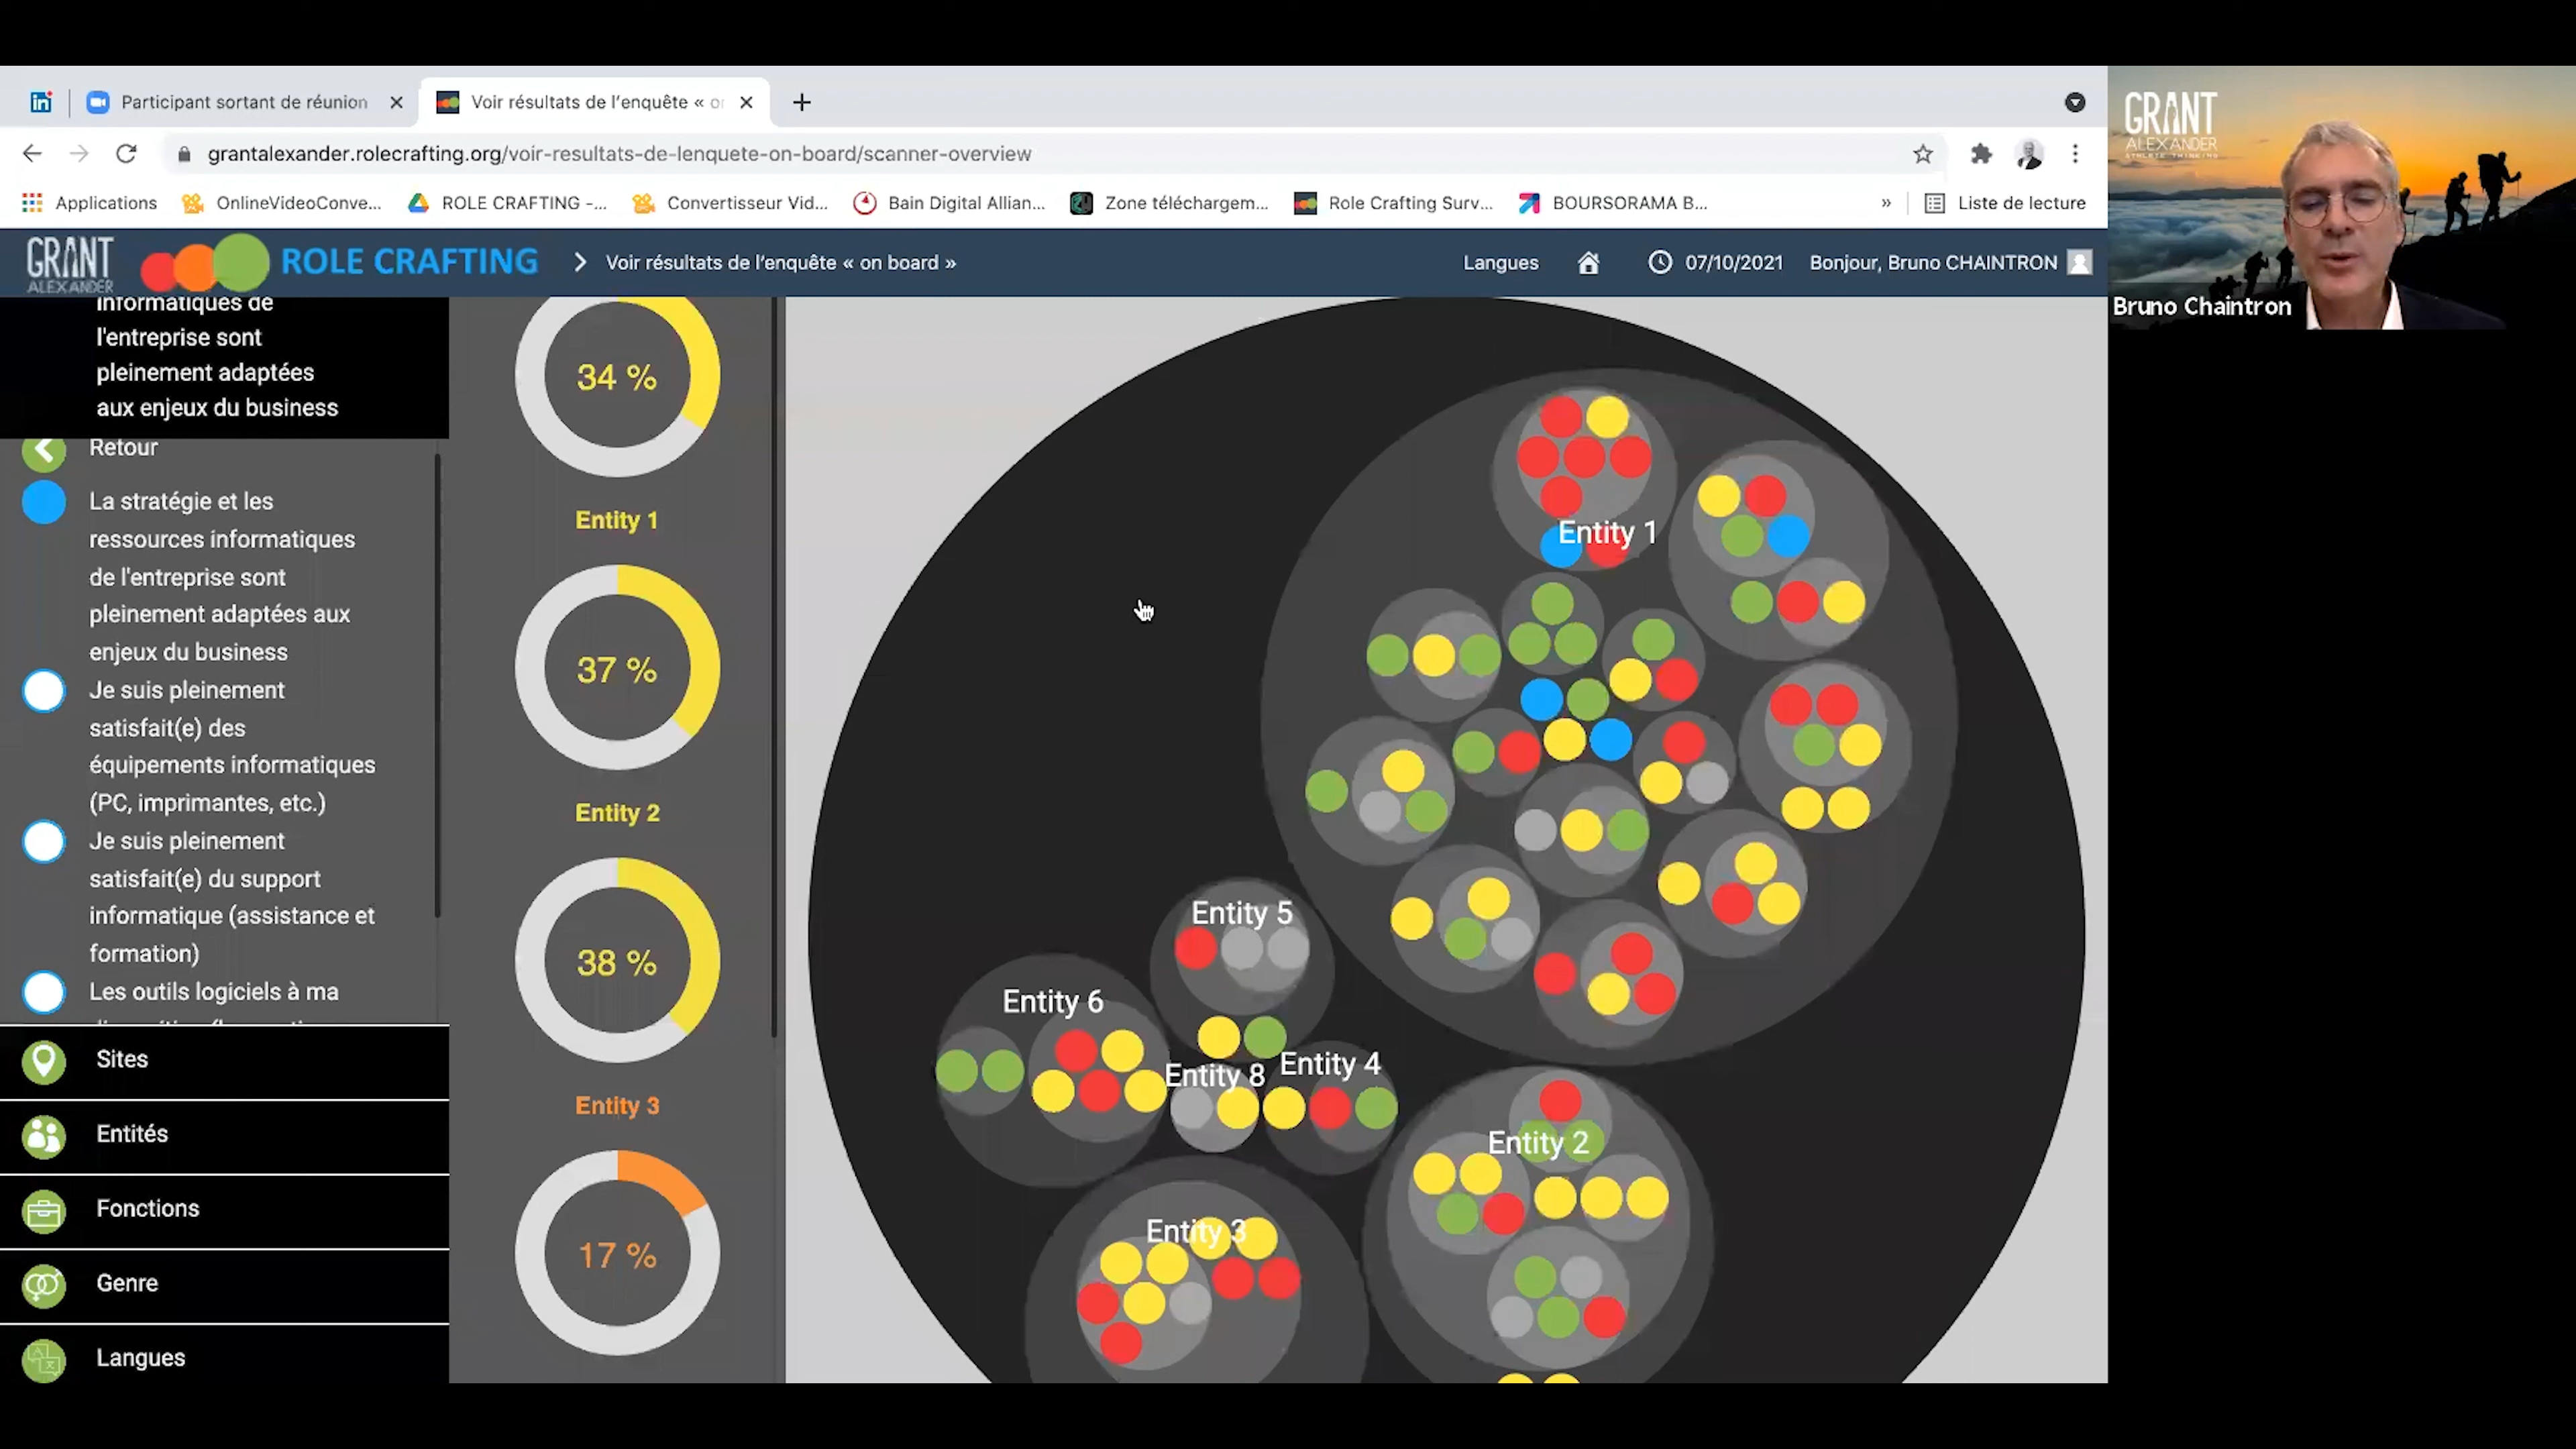 Participant sortant de réunion
Voir résultats de l'enquête « on
grantalexander.rolecrafting.org/voir-resultats-de-lenquete-on-board/scanner-overview
Applications
OnlineVideoConve...
ROLE CRAFTING -...
Convertisseur Vid...
Bain Digital Allian...
Zone téléchargem...
Role Crafting Surv...
BOURSORAMA B...
»
Liste de lecture
GRANT
ALEXANDER
ROLE CRAFTING
Voir résultats de l'enquête « on board »
Langues
07/10/2021
Bonjour, Bruno CHAINTRON
GRANT
ALEXANDER
ATHLETE THINKING
Bruno Chaintron
informatiques de
l'entreprise sont
pleinement adaptées
aux enjeux du business
Retour
La stratégie et les
ressources informatiques
de l'entreprise sont
pleinement adaptées aux
enjeux du business
Je suis pleinement
satisfait(e) des
équipements informatiques
(PC, imprimantes, etc.)
Je suis pleinement
satisfait(e) du support
informatique (assistance et
formation)
Les outils logiciels à ma
Sites
Entités
Fonctions
Genre
Langues
34 %
Entity 1
37 %
Entity 2
38 %
Entity 3
17 %
Entity 1
Entity 5
Entity 6
Entity 4
Entity 8
Entity 2
Entity 3